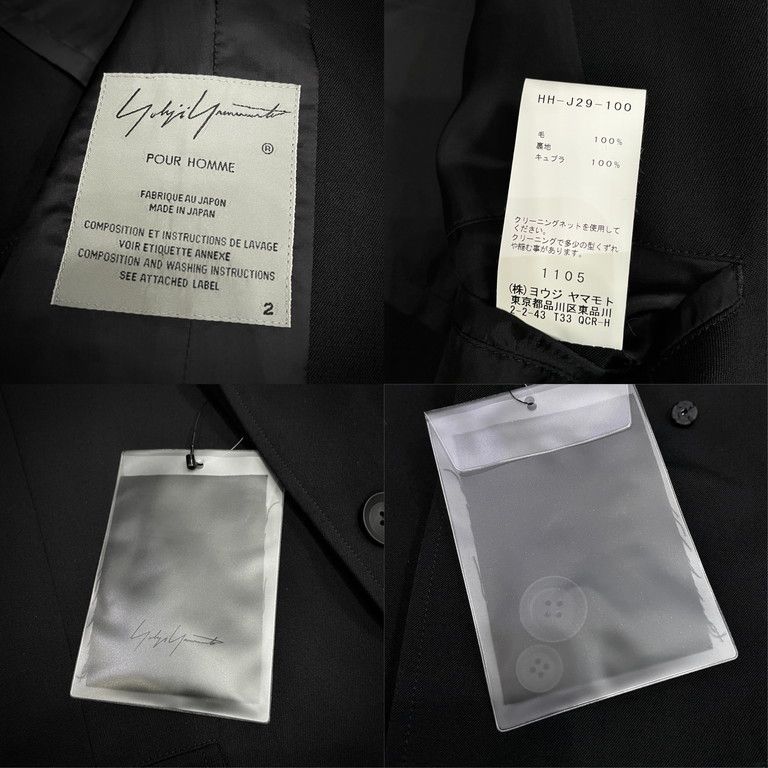 Yohji Yamamoto
®
POUR HOMME
FABRIQUE AU JAPON
MADE IN JAPAN
COMPOSITION ET INSTRUCTIONS DE LAVAGE
VOIR ETIQUETTE ANNEXE
COMPOSITION AND WASHING INSTRUCTIONS
SEE ATTACHED LABEL
2
HH-J29-100
毛 100%
裏地
キュプラ 100%
クリーニングネットを使用して
ください。
クリーニングで多少の型くずれ
や縮む事があります。
1105
(株)ヨウジ ヤマモト
東京都品川区東品川
2-2-43 T33 QCR-H
Yohji Yamamoto